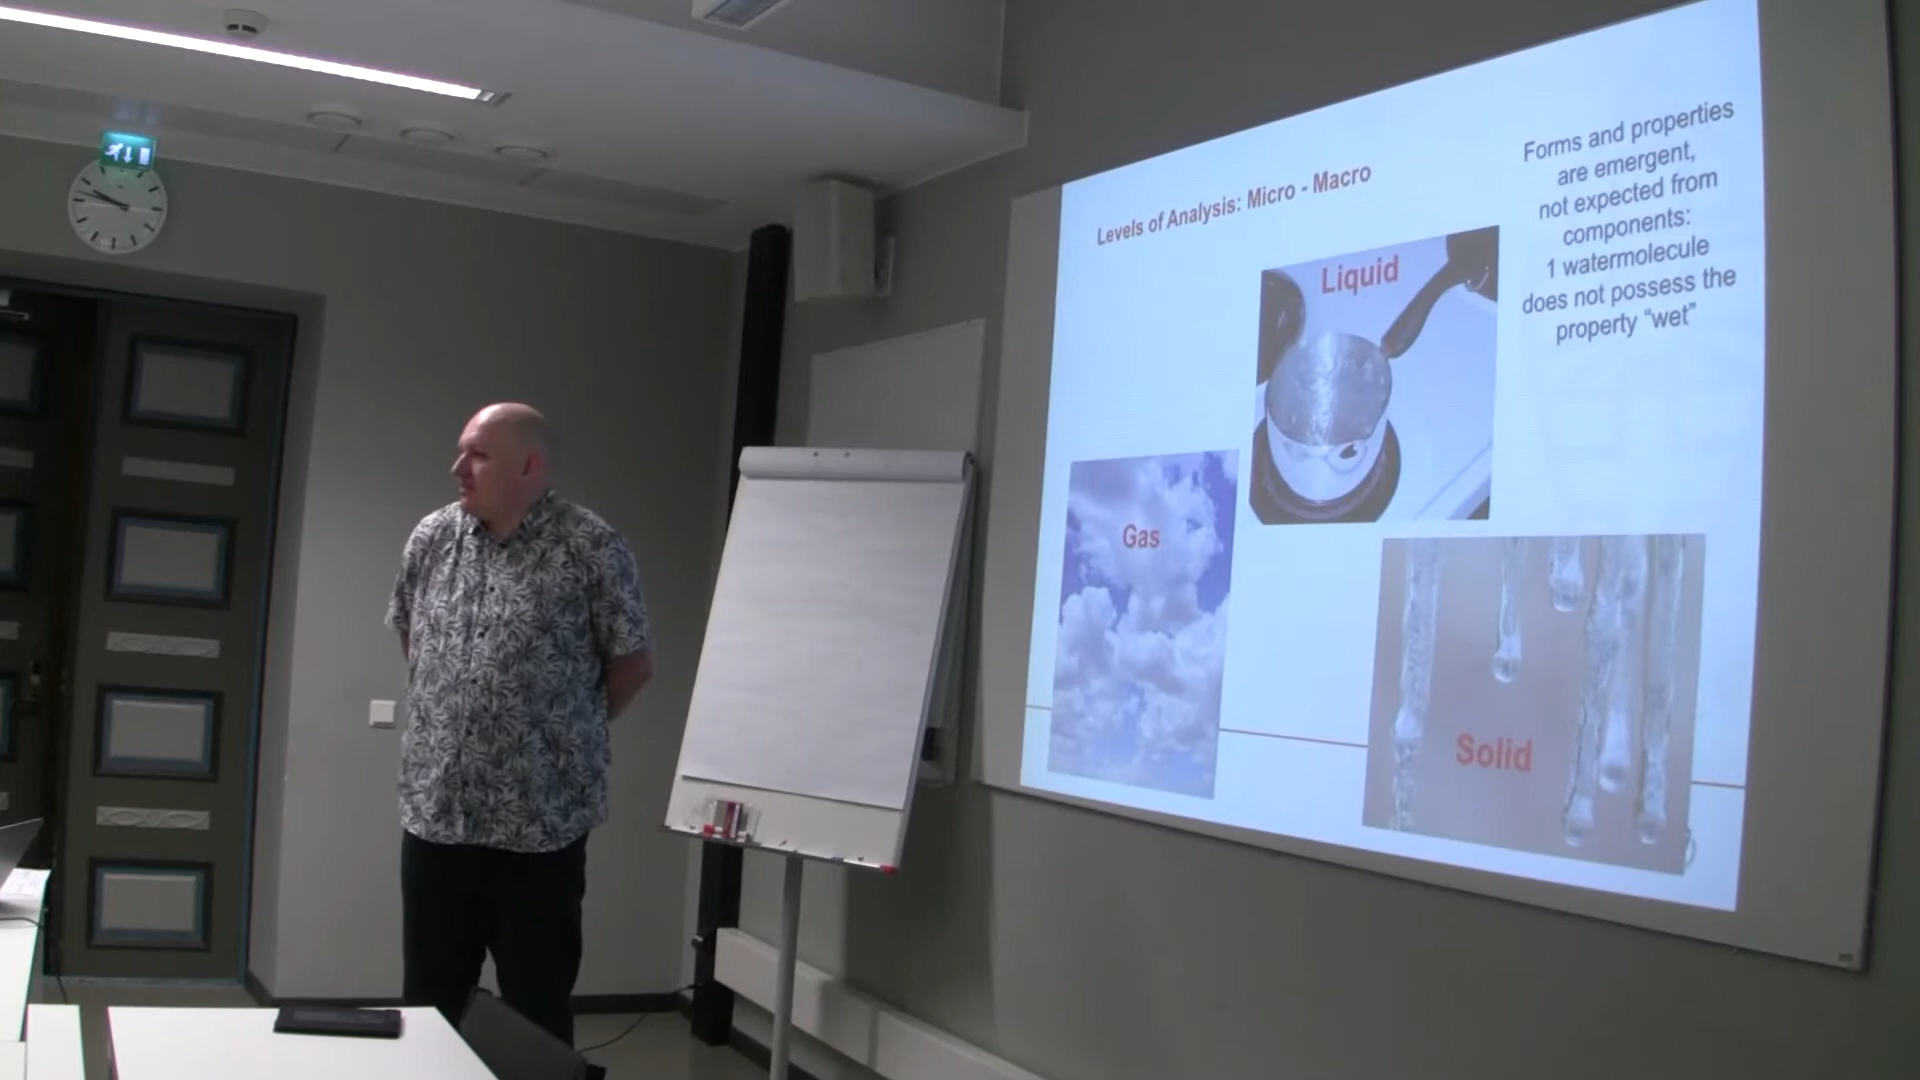 Levels of Analysis: Micro - Macro
Forms and properties
are emergent,
not expected from
components:
1 watermolecule
does not possess the
property “wet”
Liquid
Gas
Solid